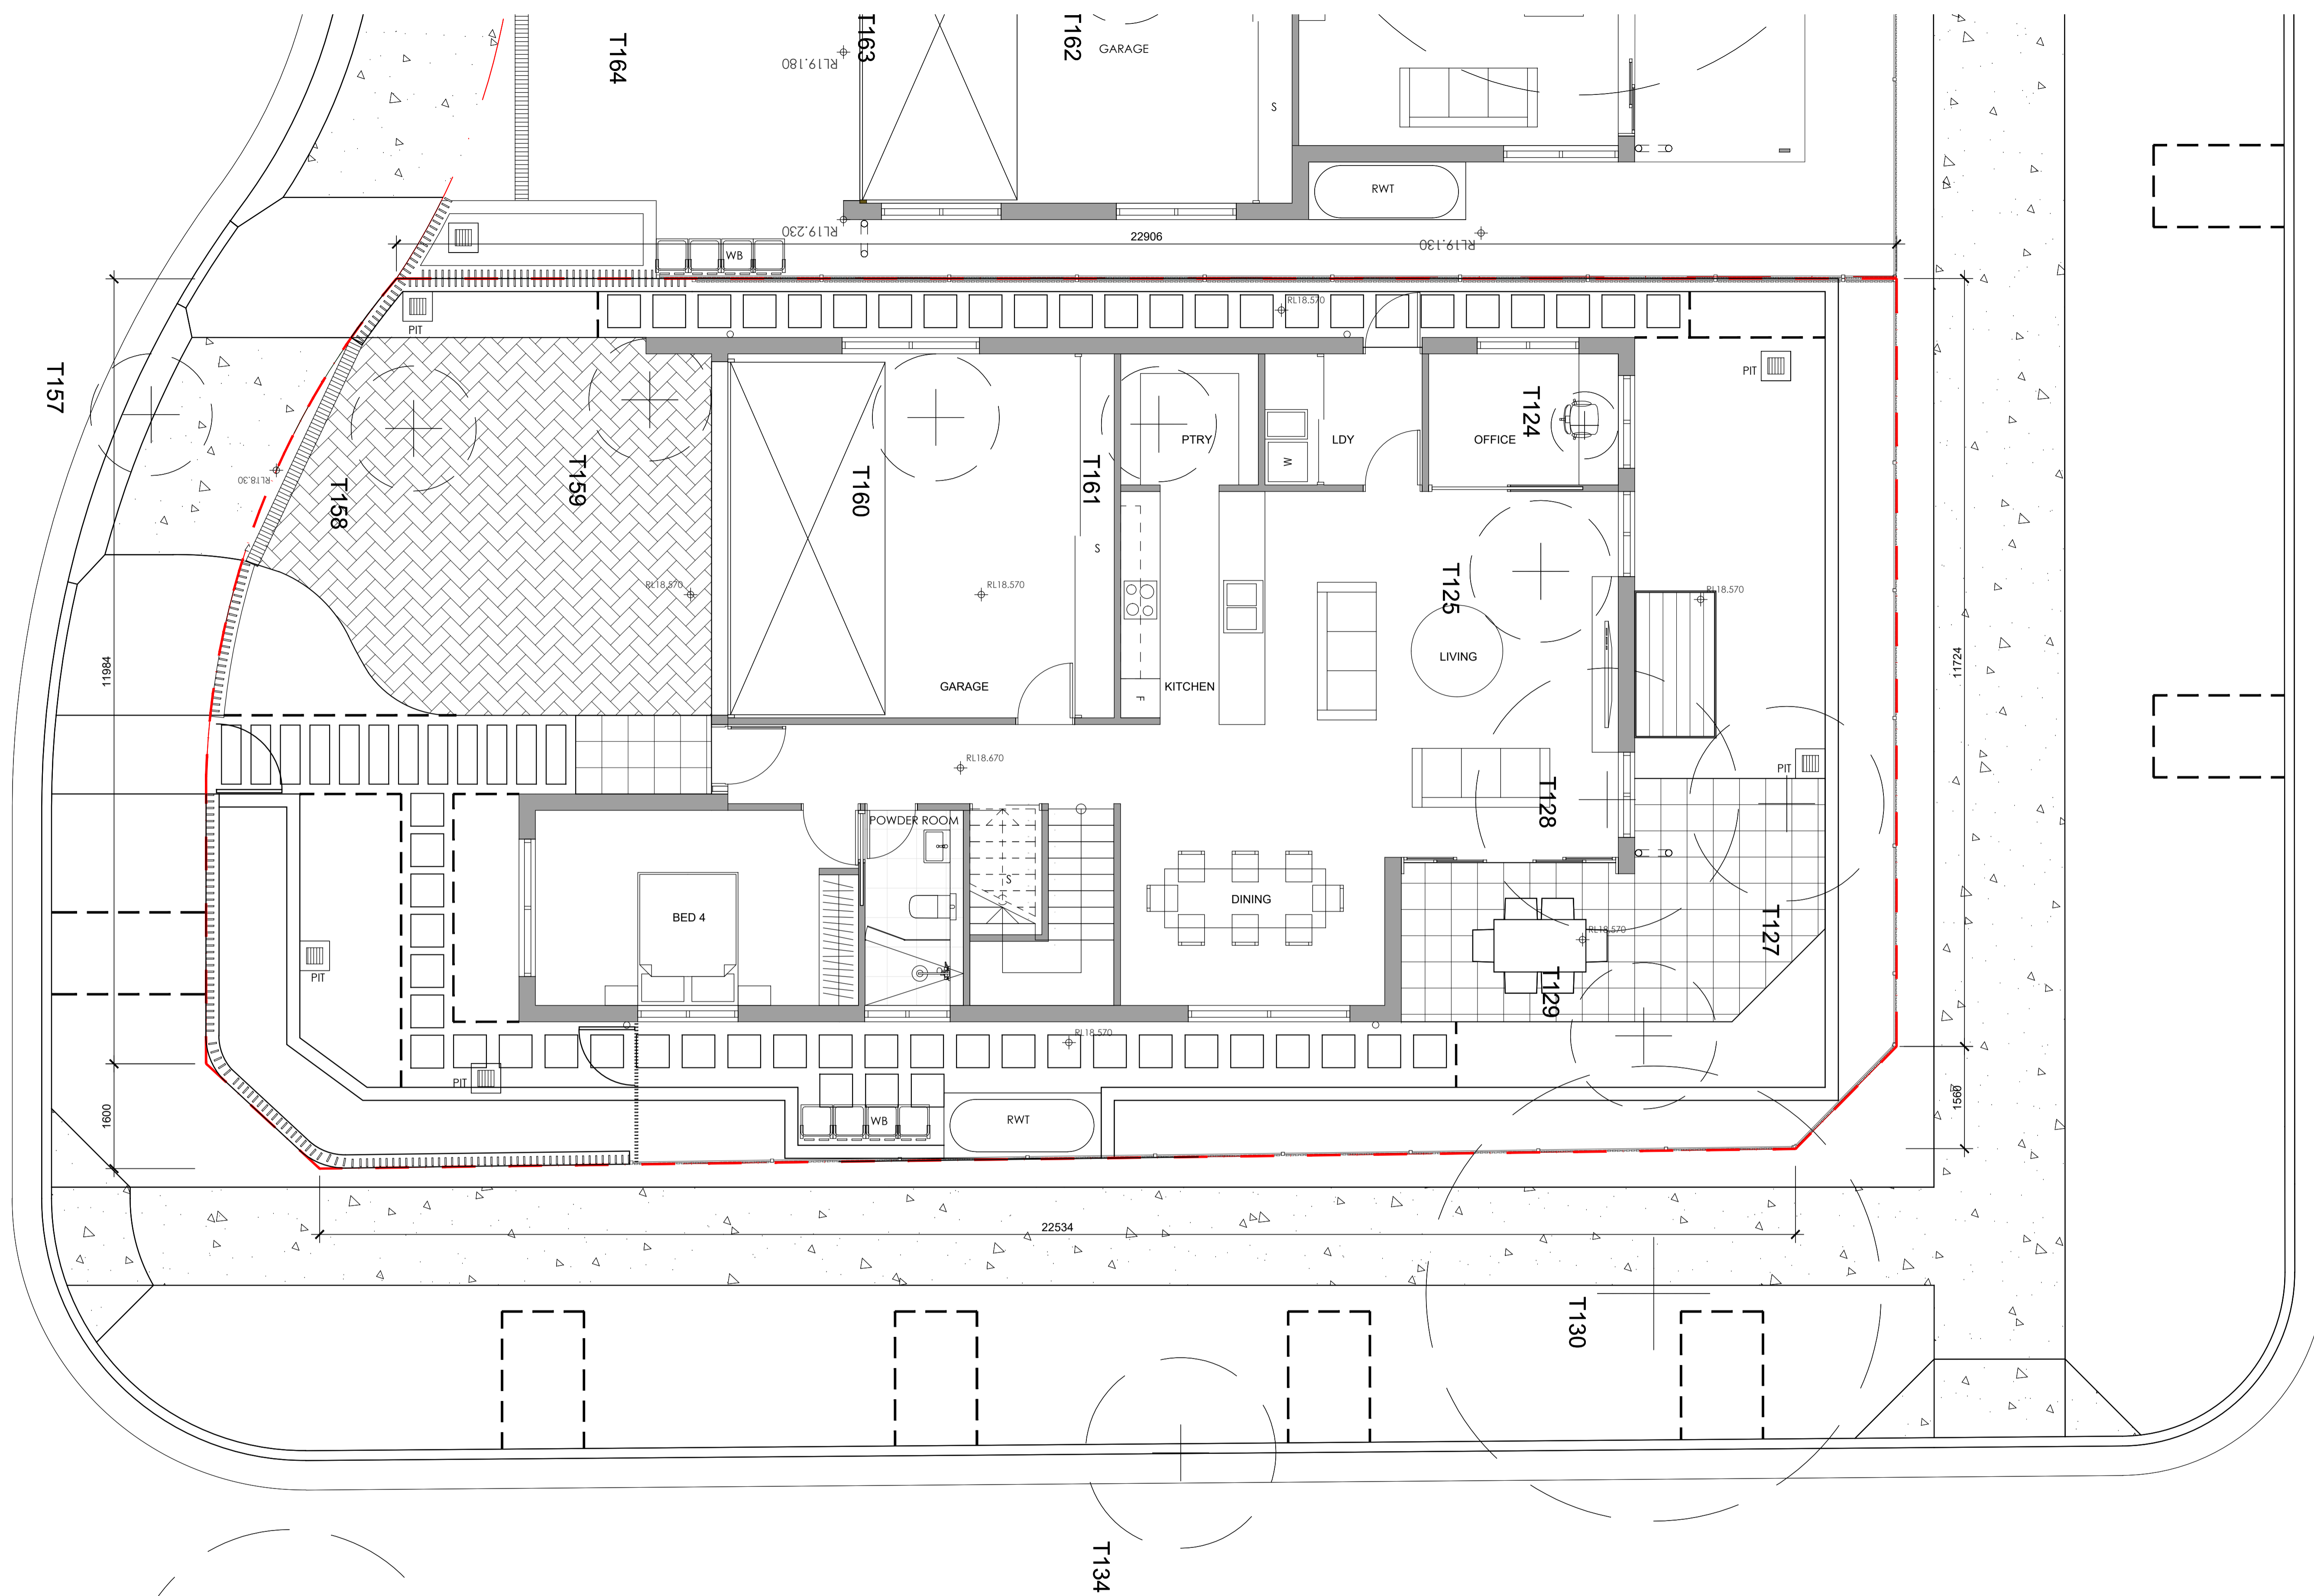 T164
T163
T162
GARAGE
RL19.180
S
RWT
RL19.230
22906
RL19.130
WB
RL18.570
PIT
PIT
T157
T124
PTRY
LDY
OFFICE
W
RL18.30
T158
T159
T160
T161
S
RL18.570
RL18.570
T125
RL18.570
11984
11724
LIVING
GARAGE
KITCHEN
F
RL18.670
PIT
T128
POWDER ROOM
S
BED 4
DINING
T127
RL18.570
PIT
T129
RL18.570
PIT
1600
WB
RWT
1560
22534
T130
T134